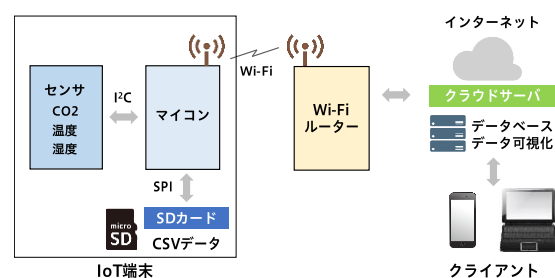 センサ
CO2
温度
湿度
I²C
マイコン
SPI
micro
SD
SDカード
CSVデータ
IoT端末
Wi-Fi
Wi-Fi
ルーター
インターネット
クラウドサーバ
データベース
データ可視化
クライアント